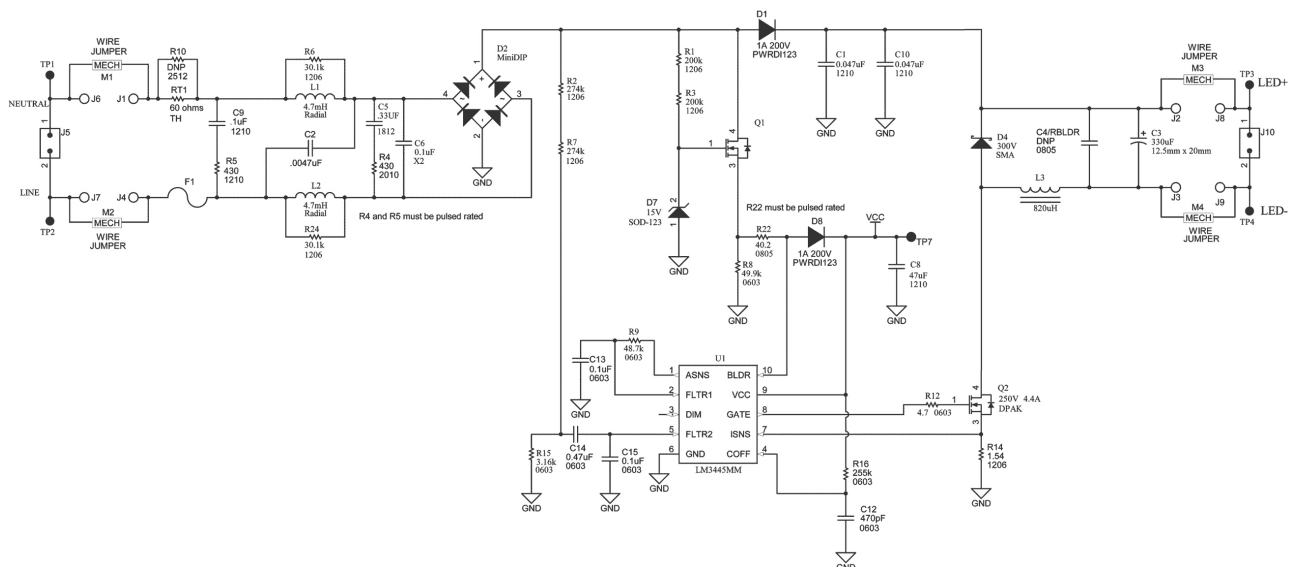 WIRE
JUMPER
MECH
M1
TP1
NEUTRAL
J6
J1
1
J5
2
LINE
TP2
J7
J4
MECH
M2
WIRE
JUMPER
R10
DNP
2512
RT1
60 ohms
TH
F1
C9
.1uF
1210
R5
430
1210
R6
30.1k
1206
L1
4.7mH
Radial
C2
.0047uF
L2
4.7mH
Radial
R24
30.1k
1206
C5
.33UF
1812
R4
430
2010
C6
0.1uF
X2
R4 and R5 must be pulsed rated
D2
MiniDIP
1
4
3
2
GND
R2
274k
1206
R7
274k
1206
R1
200k
1206
R3
200k
1206
Q1
4
1
3
D7
15V
SOD-123
2
1
GND
D1
1A 200V
PWRDI123
C1
0.047uF
1210
GND
C10
0.047uF
1210
GND
R22 must be pulsed rated
R22
40.2
0805
D8
1A 200V
PWRDI123
VCC
TP7
R8
49.9k
0603
GND
C8
47uF
1210
GND
D4
300V
SMA
C4/RBLDR
DNP
0805
C3
330uF
12.5mm x 20mm
+
L3
820uH
WIRE
JUMPER
M3
MECH
J2
J8
TP3
LED+
1
J10
2
J3
J9
MECH
M4
WIRE
JUMPER
TP4
LED-
R9
48.7k
0603
C13
0.1uF
0603
GND
U1
1 ASNS BLDR 10
2 FLTR1 VCC 9
3 DIM GATE 8
5 FLTR2 ISNS 7
6 GND COFF 4
LM3445MM
R15
3.16k
0603
GND
C14
0.47uF
0603
C15
0.1uF
0603
GND
GND
R12
4.7 0603
Q2
250V 4.4A
DPAK
4
1
3
R14
1.54
1206
GND
R16
255k
0603
C12
470pF
0603
GND